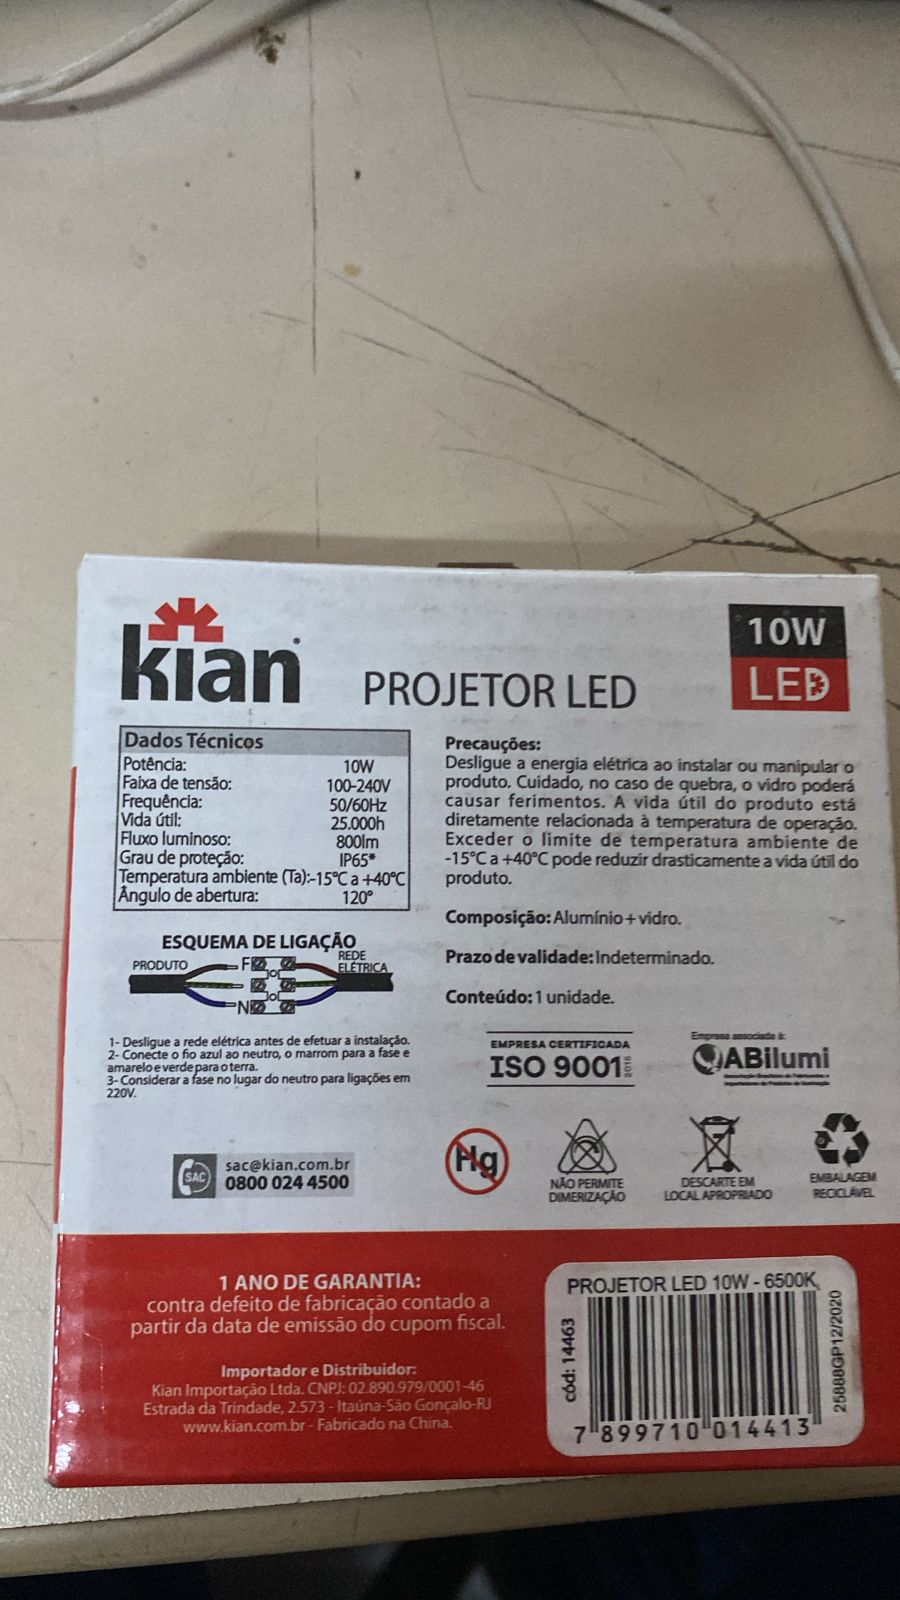 kian
PROJETOR LED
10W
LED
Dados Técnicos
Potência: 10W
Faixa de tensão: 100-240V
Frequência: 50/60Hz
Vida útil: 25.000h
Fluxo luminoso: 800lm
Grau de proteção: IP65*
Temperatura ambiente (Ta):-15°C a +40°C
Ângulo de abertura: 120°
ESQUEMA DE LIGAÇÃO
PRODUTO
F
N
REDE
ELÉTRICA
1- Desligue a rede elétrica antes de efetuar a instalação.
2- Conecte o fio azul ao neutro, o marrom para a fase e
amarelo e verde para o terra.
3- Considerar a fase no lugar do neutro para ligações em
220V.
SAC
sac@kian.com.br
0800 024 4500
Precauções:
Desligue a energia elétrica ao instalar ou manipular o
produto. Cuidado, no caso de quebra, o vidro poderá
causar ferimentos. A vida útil do produto está
diretamente relacionada à temperatura de operação.
Exceder o limite de temperatura ambiente de
-15°C a +40°C pode reduzir drasticamente a vida útil do
produto.
Composição: Alumínio + vidro.
Prazo de validade: Indeterminado.
Conteúdo: 1 unidade.
EMPRESA CERTIFICADA
ISO 9001
Empresa associada à:
ABilumi
Hg
NÃO PERMITE
DIMERIZAÇÃO
DESCARTE EM
LOCAL APROPRIADO
EMBALAGEM
RECICLÁVEL
1 ANO DE GARANTIA:
contra defeito de fabricação contado a
partir da data de emissão do cupom fiscal.
Importador e Distribuidor:
Kian Importação Ltda. CNPJ: 02.890.979/0001-46
Estrada da Trindade, 2.573 - Itaúna-São Gonçalo-RJ
www.kian.com.br - Fabricado na China.
PROJETOR LED 10W - 6500K
cód: 14463
25888GP12/2020
7 899710 014413